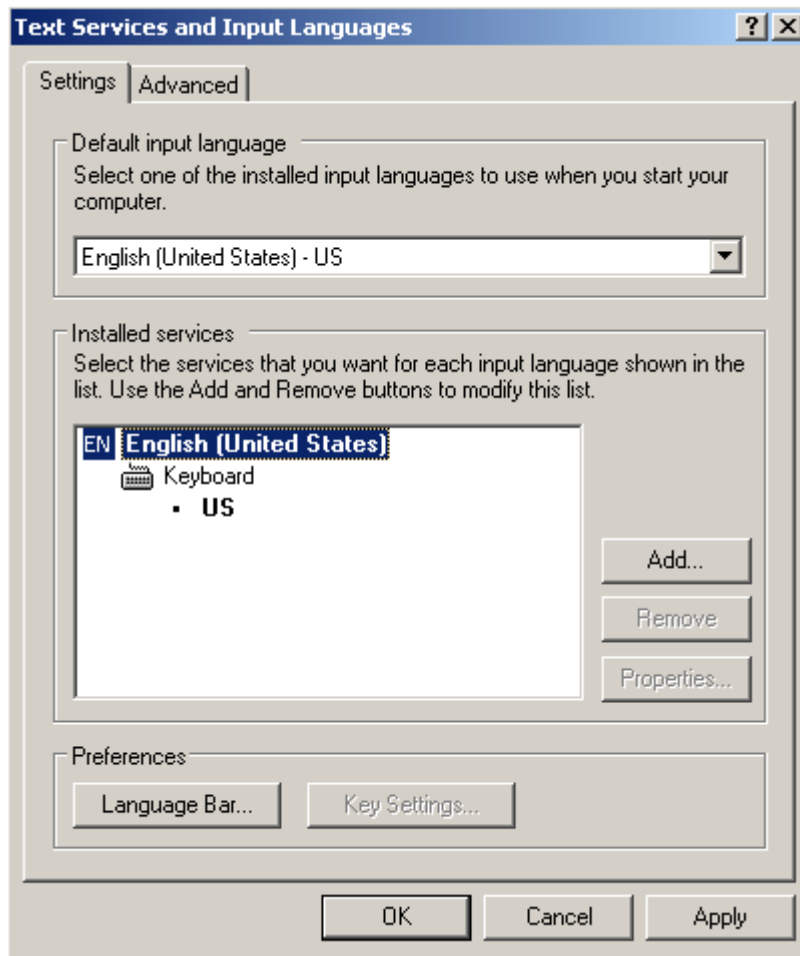 Text Services and Input Languages
Settings
Advanced
Default input language
Select one of the installed input languages to use when you start your
computer.
English (United States) - US
Installed services
Select the services that you want for each input language shown in the
list. Use the Add and Remove buttons to modify this list.
EN English (United States)
Keyboard
US
Add...
Remove
Properties...
Preferences
Language Bar...
Key Settings...
OK
Cancel
Apply